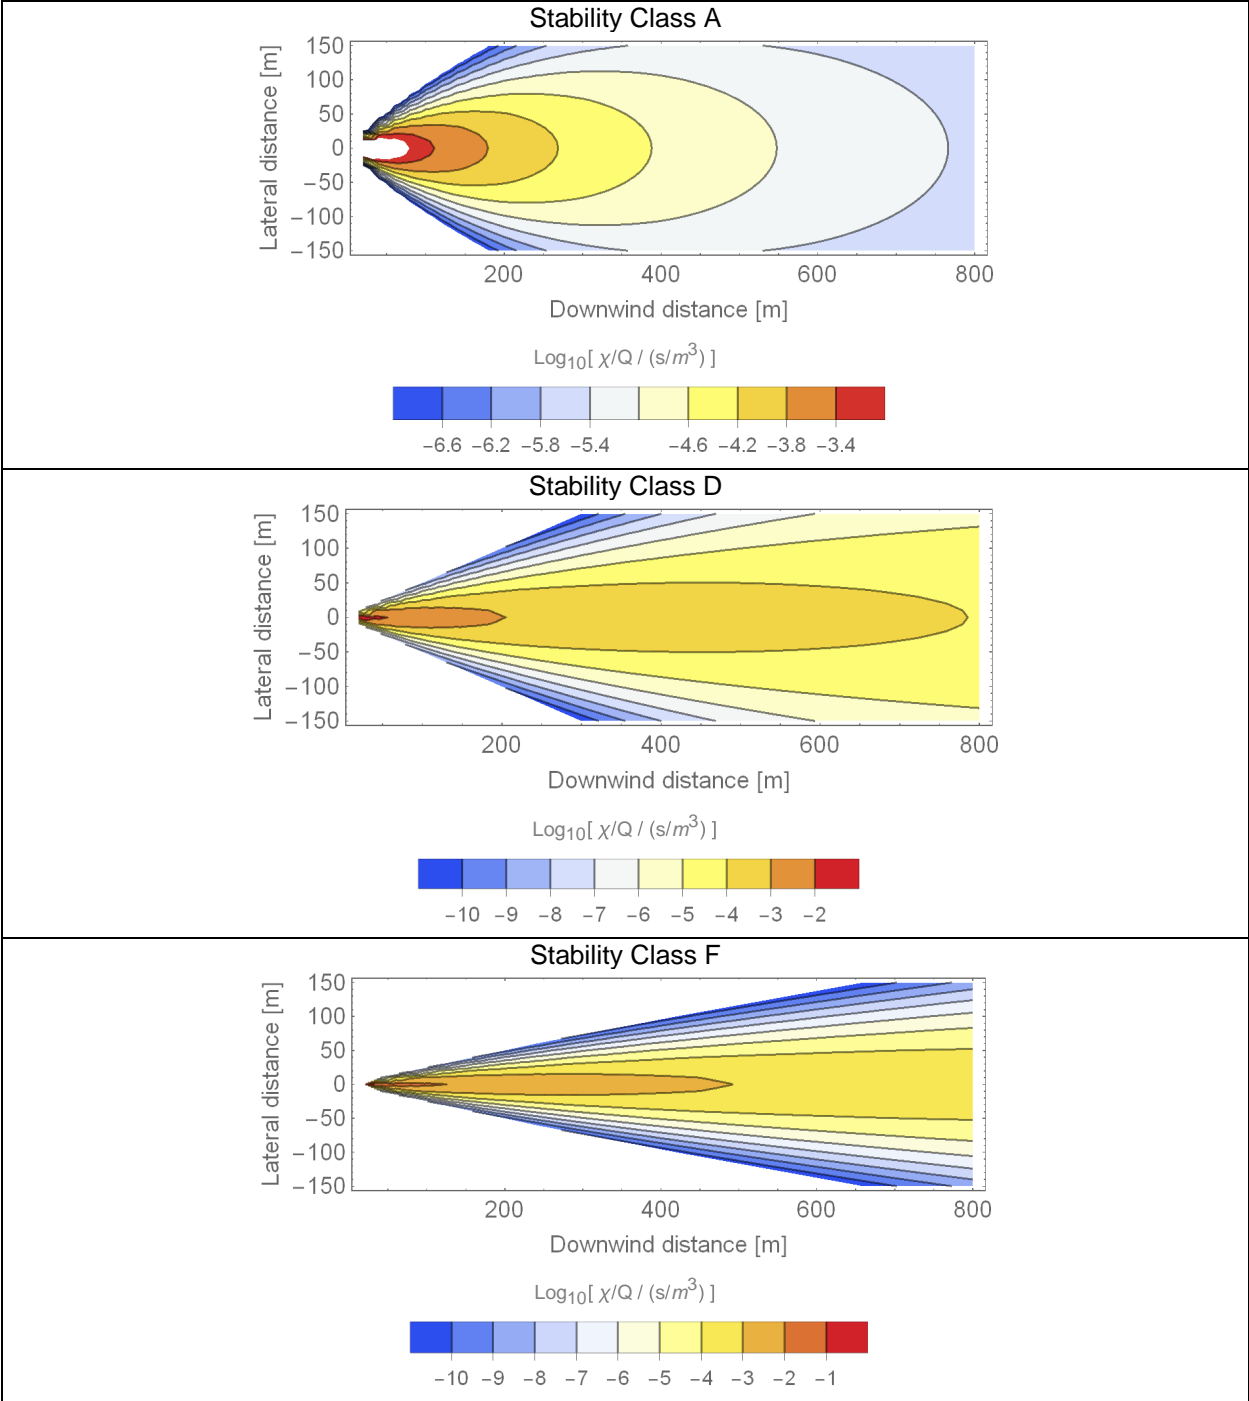 Stability Class A
Lateral distance [m]
150
100
50
0
−50
−100
−150
200 400 600 800
Downwind distance [m]
Log10[ χ/Q / (s/m3) ]
−6.6 −6.2 −5.8 −5.4 −4.6 −4.2 −3.8 −3.4
Stability Class D
Lateral distance [m]
150
100
50
0
−50
−100
−150
200 400 600 800
Downwind distance [m]
Log10[ χ/Q / (s/m3) ]
−10 −9 −8 −7 −6 −5 −4 −3 −2
Stability Class F
Lateral distance [m]
150
100
50
0
−50
−100
−150
200 400 600 800
Downwind distance [m]
Log10[ χ/Q / (s/m3) ]
−10 −9 −8 −7 −6 −5 −4 −3 −2 −1